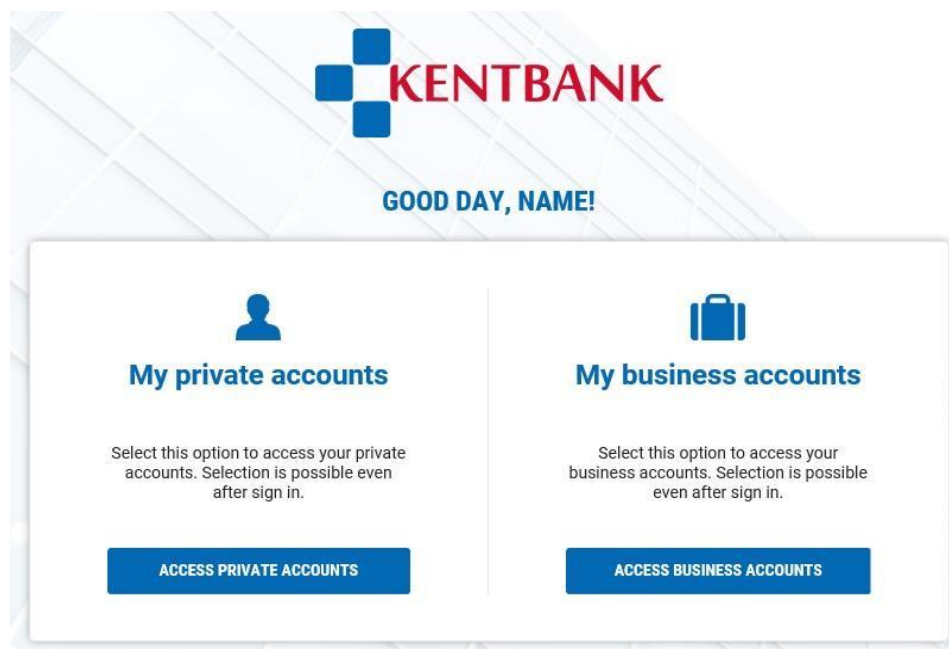 KENTBANK
GOOD DAY, NAME!
My private accounts
Select this option to access your private
accounts. Selection is possible even
after sign in.
ACCESS PRIVATE ACCOUNTS
My business accounts
Select this option to access your
business accounts. Selection is possible
even after sign in.
ACCESS BUSINESS ACCOUNTS